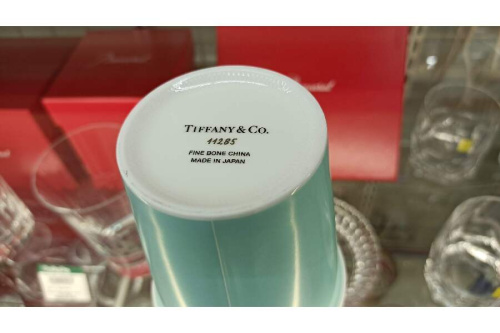 TIFFANY & CO.
11285
FINE BONE CHINA
MADE IN JAPAN